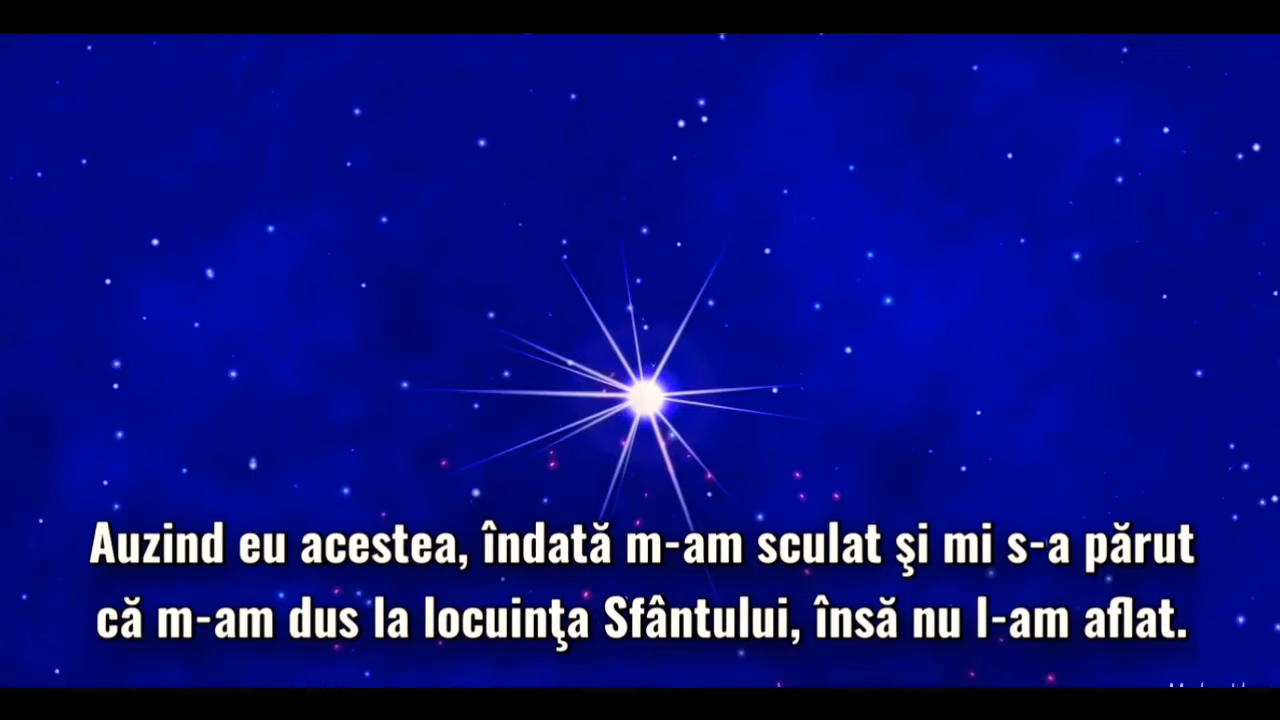 Auzind eu acestea, îndată m-am sculat şi mi s-a părut
că m-am dus la locuinţa Sfântului, însă nu l-am aflat.